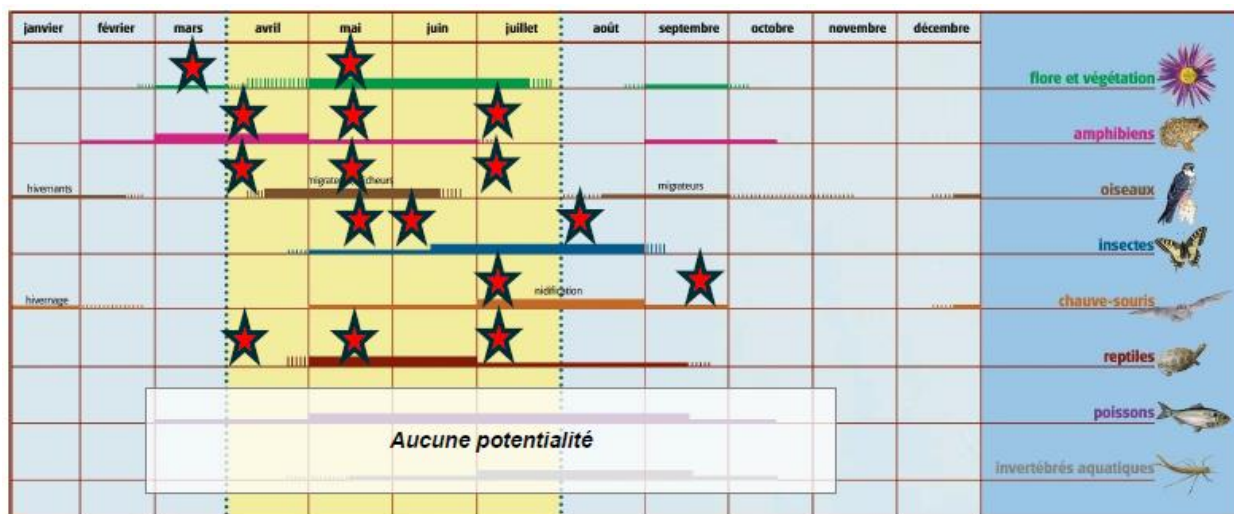 janvier février mars avril mai juin juillet août septembre octobre novembre décembre
flore et végétation
amphibiens
hivernants migrateurs oiseaux
insectes
hivernage nidification chauve-souris
reptiles
poissons
Aucune potentialité
invertébrés aquatiques